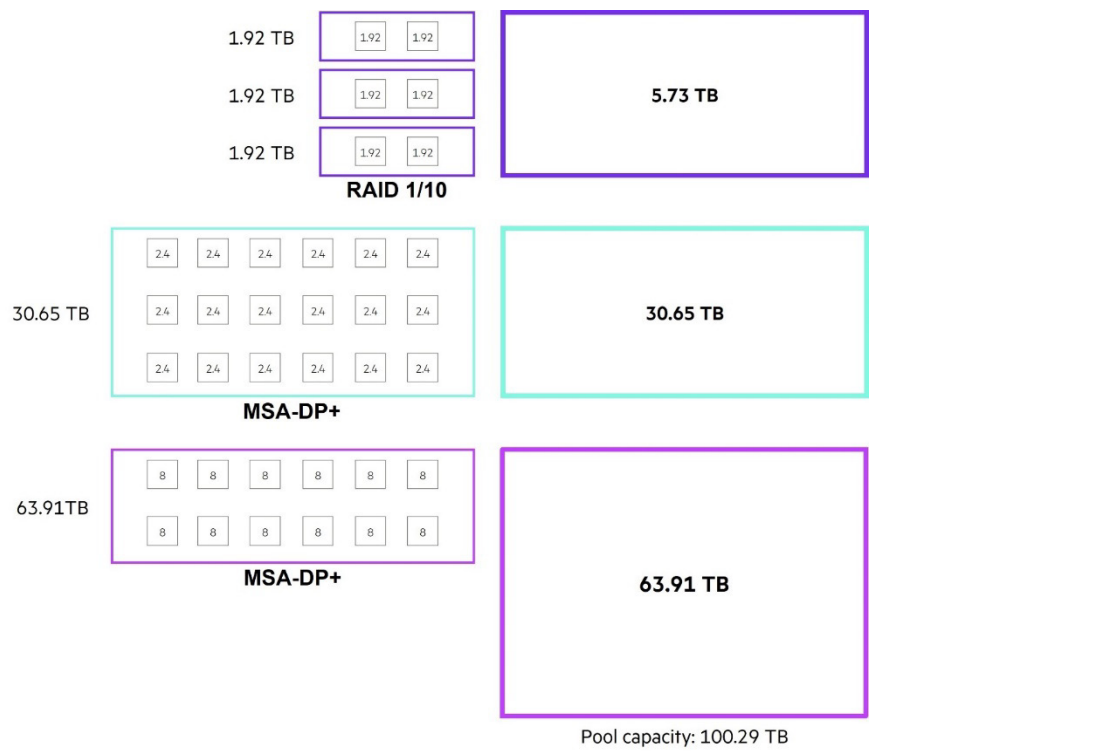 1.92 TB 1.92 1.92
1.92 TB 1.92 1.92 5.73 TB
1.92 TB 1.92 1.92
RAID 1/10
2.4 2.4 2.4 2.4 2.4 2.4
30.65 TB 2.4 2.4 2.4 2.4 2.4 2.4 30.65 TB
2.4 2.4 2.4 2.4 2.4 2.4
MSA-DP+
8 8 8 8 8 8
63.91TB
8 8 8 8 8 8
MSA-DP+
63.91 TB
Pool capacity: 100.29 TB